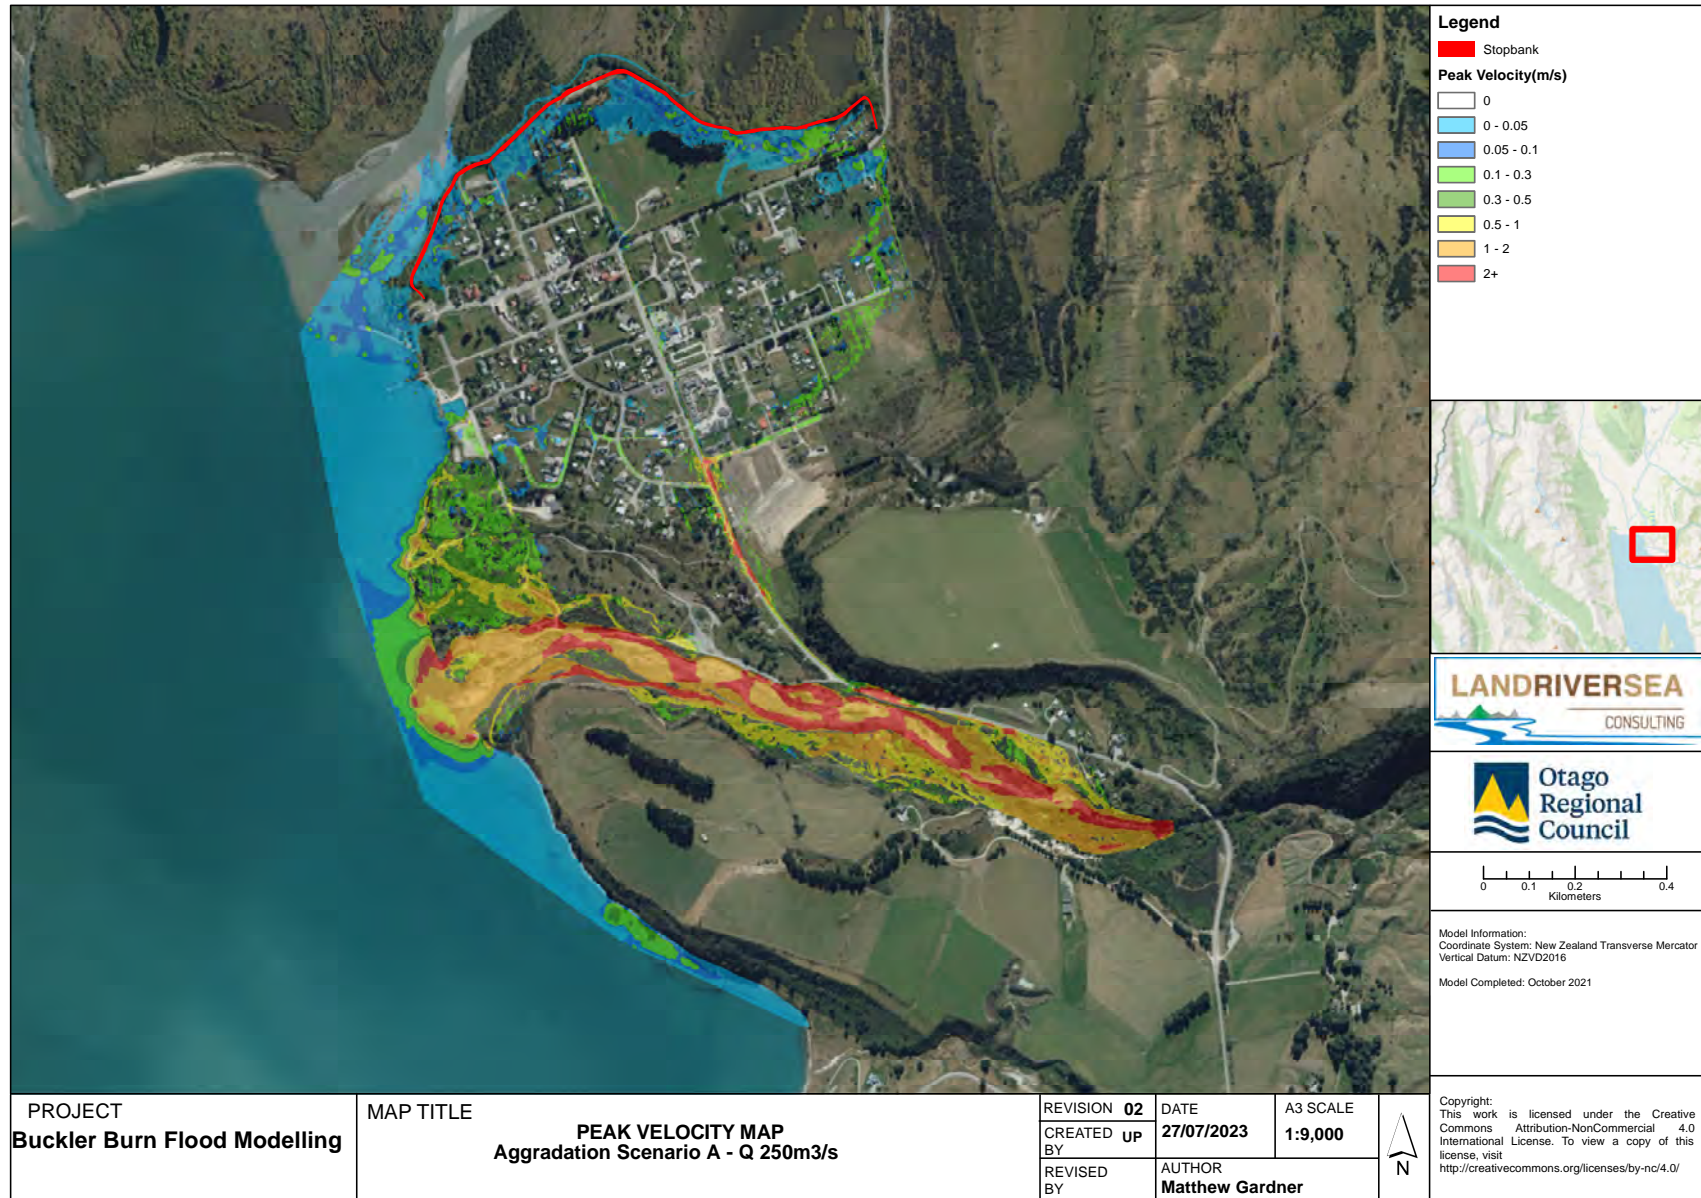 Legend
Stopbank
Peak Velocity(m/s)
0
0 - 0.05
0.05 - 0.1
0.1 - 0.3
0.3 - 0.5
0.5 - 1
1 - 2
2+
LANDRIVERSEA
CONSULTING
Otago
Regional
Council
0 0.1 0.2 0.4
Kilometers
Model Information:
Coordinate System: New Zealand Transverse Mercator
Vertical Datum: NZVD2016
Model Completed: October 2021
Copyright:
This work is licensed under the Creative
Commons Attribution-NonCommercial 4.0
International License. To view a copy of this
license, visit
http://creativecommons.org/licenses/by-nc/4.0/
PROJECT
Buckler Burn Flood Modelling
MAP TITLE
PEAK VELOCITY MAP
Aggradation Scenario A - Q 250m3/s
REVISION 02
CREATED BY UP
REVISED BY
DATE
27/07/2023
A3 SCALE
1:9,000
AUTHOR
Matthew Gardner
N